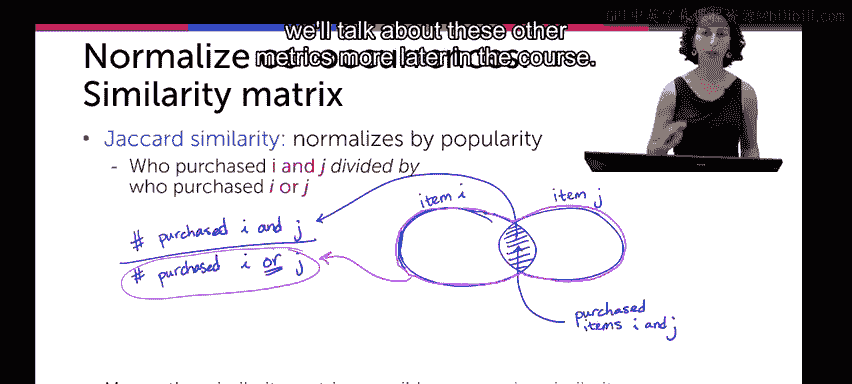 we'll talk about these other
metrics more later in the course.
Normalize
Similarity matrix
• Jaccard similarity: normalizes by popularity
- Who purchased i and j divided by
who purchased i or j
item i
item j
# purchased i and j
# purchased i or j
purchased
items i and j